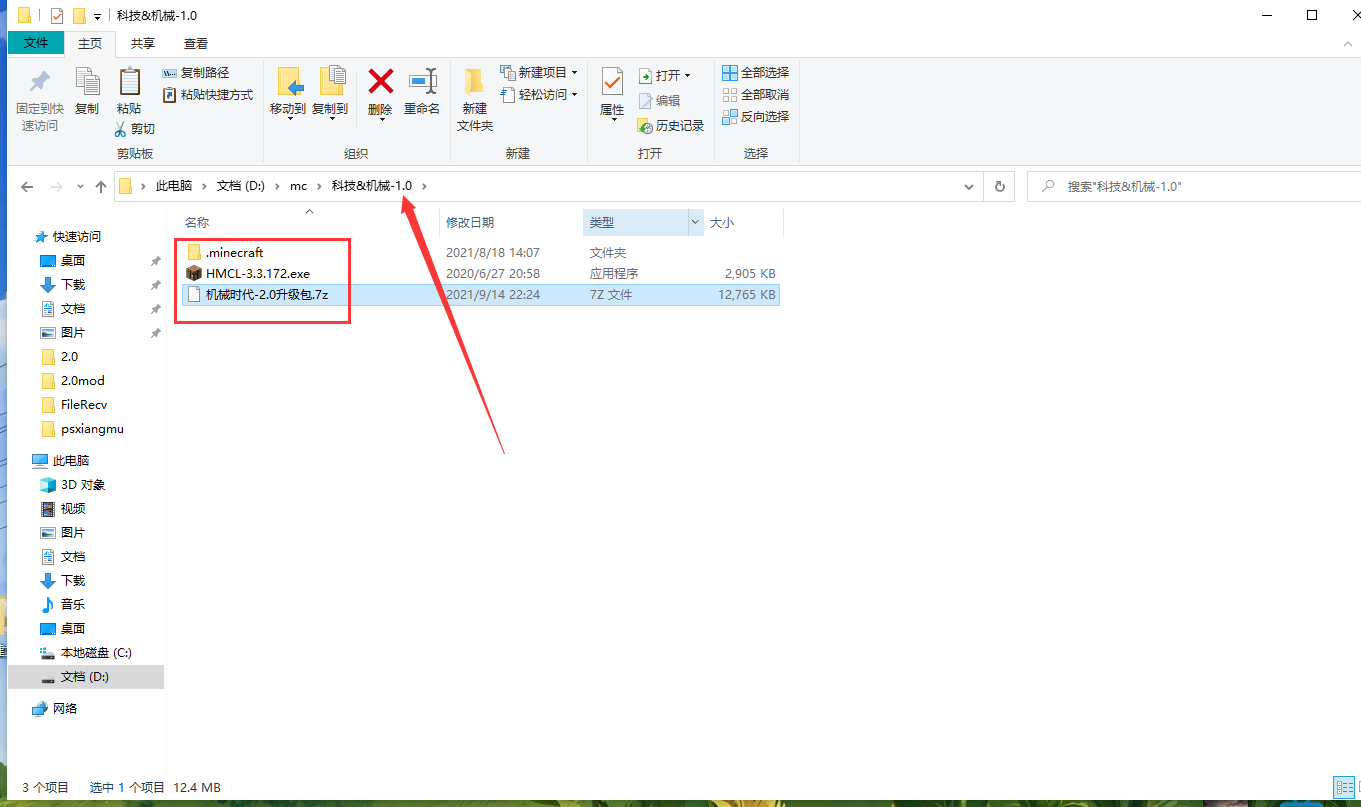 科技&机械-1.0
文件 主页 共享 查看
固定到快速访问
复制
粘贴
复制路径
粘贴快捷方式
剪切
剪贴板
移动到
复制到
删除
重命名
组织
新建文件夹
新建项目
轻松访问
新建
属性
打开
编辑
历史记录
打开
全部选择
全部取消
反向选择
选择
此电脑 文档 (D:) mc 科技&机械-1.0
搜索"科技&机械-1.0"
名称 修改日期 类型 大小
.minecraft 2021/8/18 14:07 文件夹
HMCL-3.3.172.exe 2020/6/27 20:58 应用程序 2,905 KB
机械时代-2.0升级包.7z 2021/9/14 22:24 7Z 文件 12,765 KB
快速访问
桌面
下载
文档
图片
2.0
2.0mod
FileRecv
psxiangmu
此电脑
3D 对象
视频
图片
文档
下载
音乐
桌面
本地磁盘 (C:)
文档 (D:)
网络
3 个项目 选中 1 个项目 12.4 MB